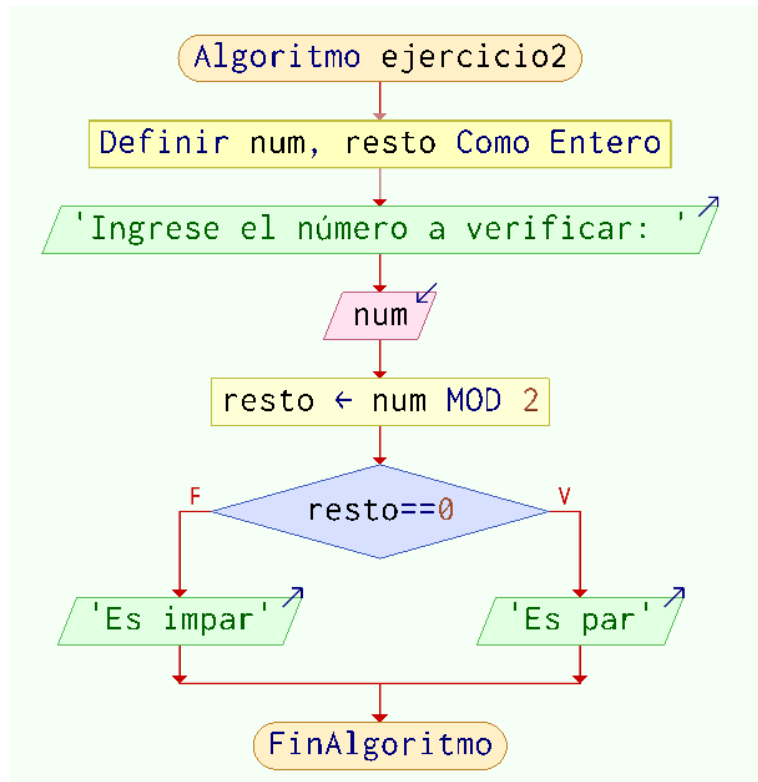 Algoritmo ejercicio2
Definir num, resto Como Entero
'Ingrese el número a verificar: '
num
resto ← num MOD 2
resto==0
F
V
'Es impar'
'Es par'
FinAlgoritmo